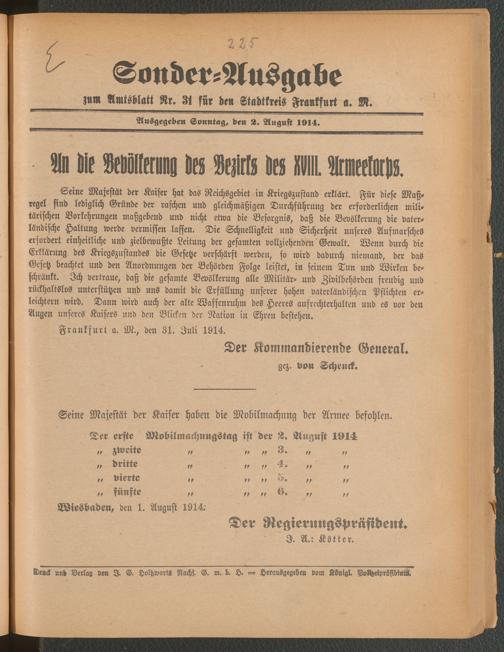 225
Sonder-Ausgabe
zum Amtsblatt Nr. 31 für den Stadtkreis Frankfurt a. M.
Ausgegeben Sonntag, den 2. August 1914.
An die Bevölkerung des Bezirks des XVIII. Armeekorps.
Seine Majestät der Kaiser hat das Reichsgebiet in Kriegszustand erklärt. Für diese Maß-
regel sind lediglich Gründe der raschen und gleichmäßigen Durchführung der erforderlichen mili-
tärischen Vorkehrungen maßgebend und nicht etwa die Besorgnis, daß die Bevölkerung die vater-
ländische Haltung werde vermissen lassen. Die Schnelligkeit und Sicherheit unseres Aufmarsches
erfordert einheitliche und zielbewußte Leitung der gesamten vollziehenden Gewalt. Wenn durch die
Erklärung des Kriegszustandes die Gesetze verschärft werden, so wird dadurch niemand, der das
Gesetz beachtet und den Anordnungen der Behörden Folge leistet, in seinem Tun und Wirken be-
schränkt. Ich vertraue, daß die gesamte Bevölkerung alle Militär- und Zivilbehörden freudig und
rückhaltslos unterstützen und uns damit die Erfüllung unserer hohen vaterländischen Pflichten er-
leichtern wird. Dann wird auch der alte Waffenruhm des Heeres aufrechterhalten und es vor den
Augen unseres Kaisers und den Blicken der Nation in Ehren bestehen.
Frankfurt a. M., den 31. Juli 1914.
Der Kommandierende General.
gez. von Schenck.
Seine Majestät der Kaiser haben die Mobilmachung der Armee befohlen.
Der erste Mobilmachungstag ist der 2. August 1914
„ zweite „ „ „ 3. „ „
„ dritte „ „ „ 4. „ „
„ vierte „ „ „ 5. „ „
„ fünfte „ „ „ 6. „ „
Wiesbaden, den 1. August 1914.
Der Regierungspräsident.
J. A.: Kötter.
Druck und Verlag von J. G. Holtzwarts Nachf. G. m. b. H. — Herausgegeben vom Königl. Polizeipräsidium.